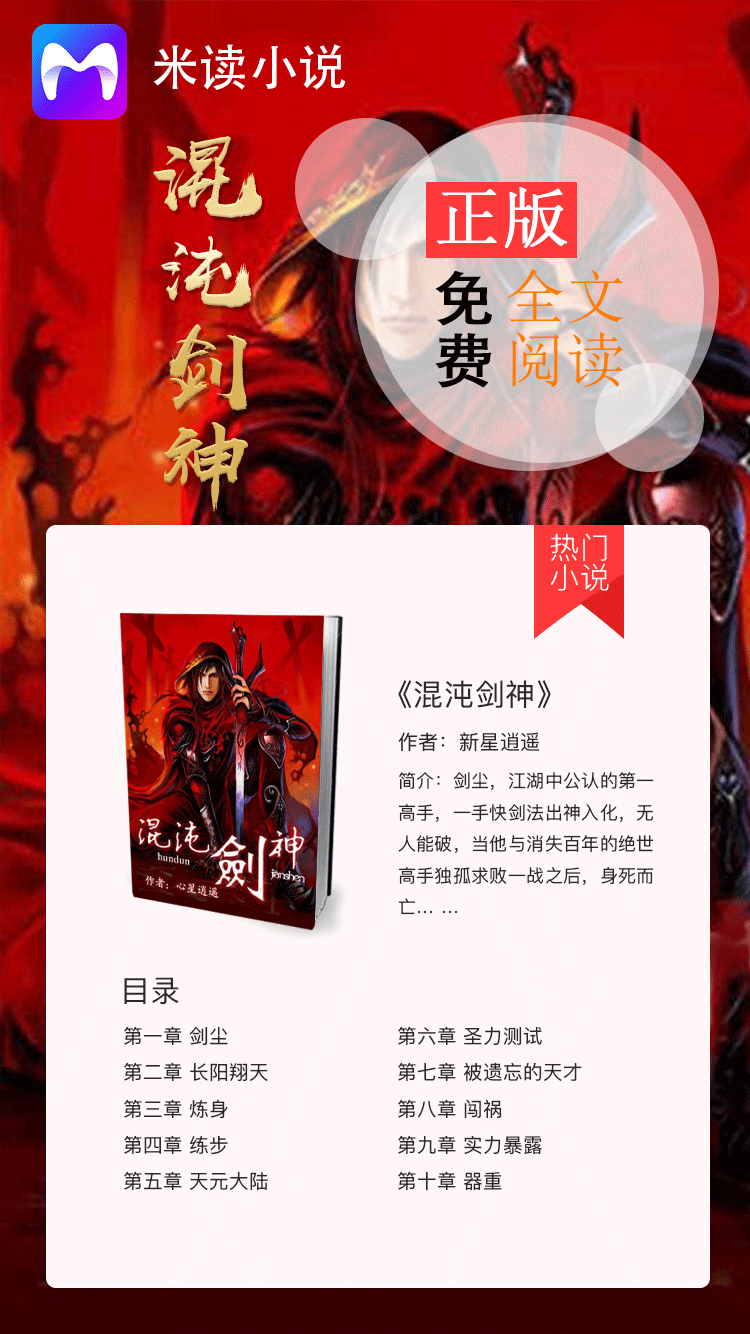 米读小说
混沌剑神
正版
免费
全文
阅读
热门
小说
混沌劍神
hundun
jianshen
作者：心星逍遥
《混沌剑神》
作者：新星逍遥
简介：剑尘，江湖中公认的第一
高手，一手快剑法出神入化，无
人能破，当他与消失百年的绝世
高手独孤求败一战之后，身死而
亡... ...
目录
第一章 剑尘
第二章 长阳翔天
第三章 炼身
第四章 练步
第五章 天元大陆
第六章 圣力测试
第七章 被遗忘的天才
第八章 闯祸
第九章 实力暴露
第十章 器重